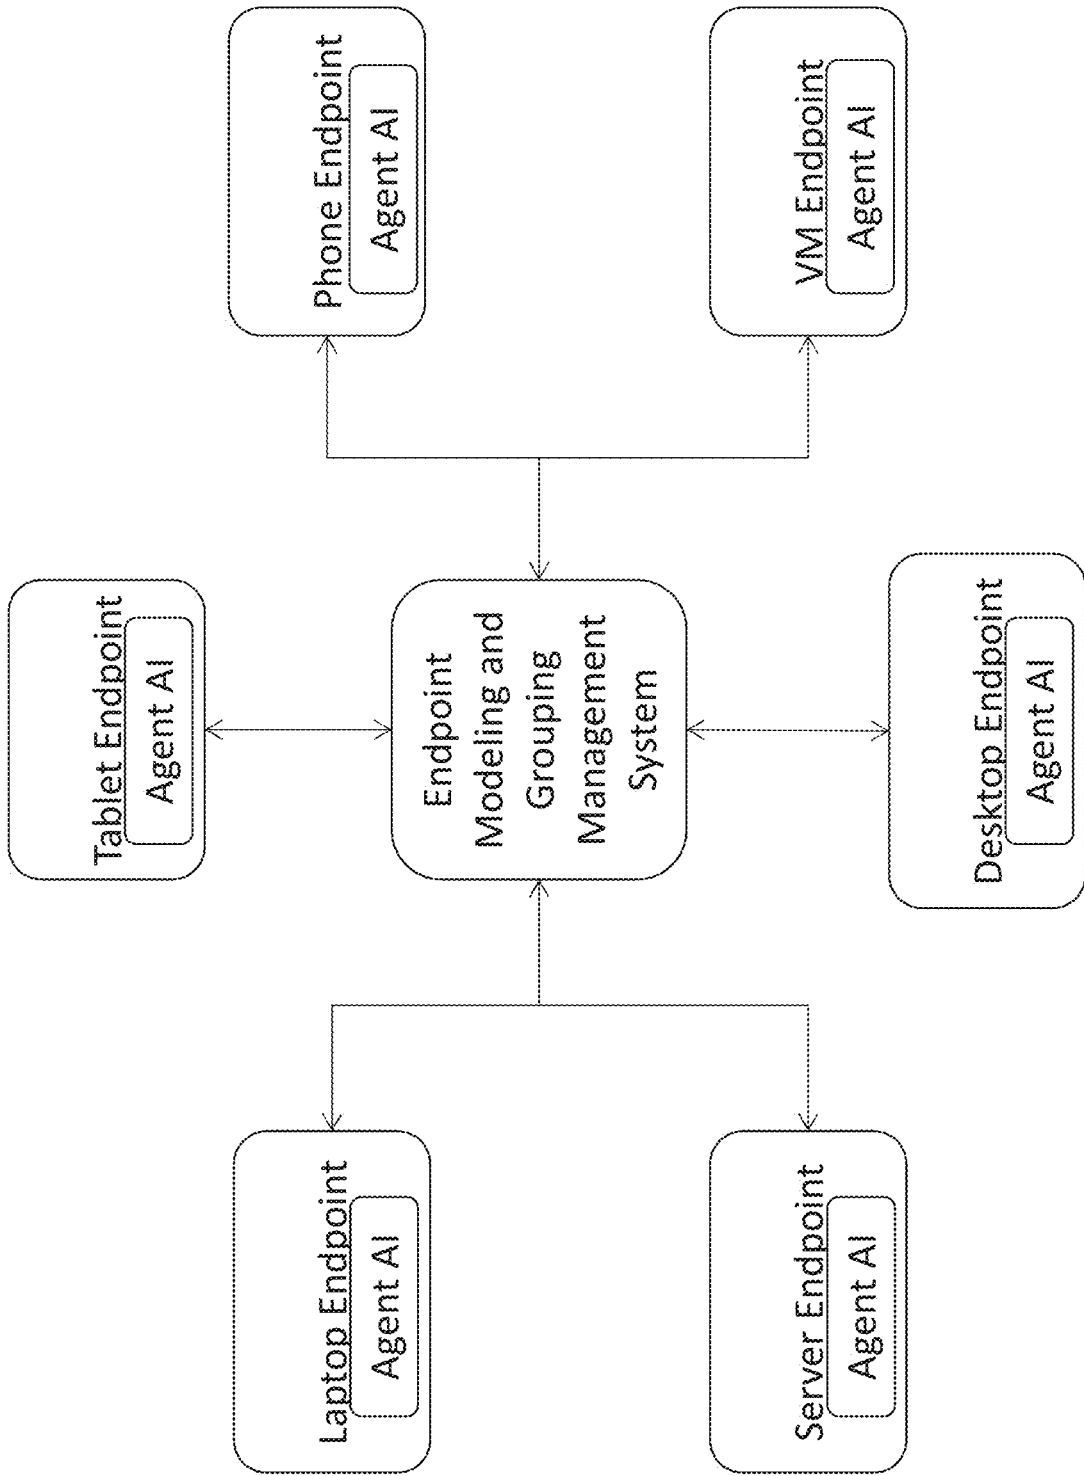 Laptop Endpoint
Agent AI
Tablet Endpoint
Agent AI
Phone Endpoint
Agent AI
Endpoint
Modeling and
Grouping
Management
System
Server Endpoint
Agent AI
Desktop Endpoint
Agent AI
VM Endpoint
Agent AI